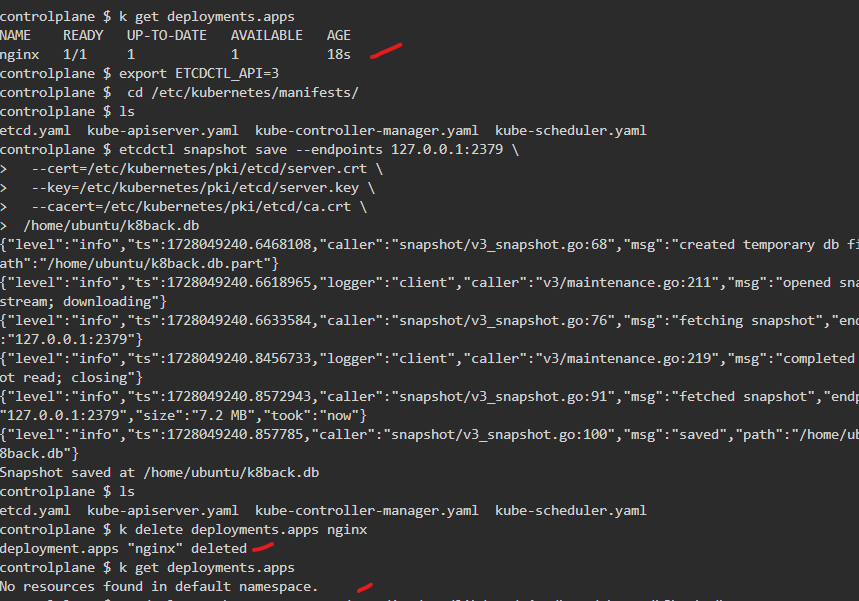 controlplane $ k get deployments.apps
NAME    READY   UP-TO-DATE   AVAILABLE   AGE
nginx   1/1     1            1           18s
controlplane $ export ETCDCTL_API=3
controlplane $  cd /etc/kubernetes/manifests/
controlplane $ ls
etcd.yaml  kube-apiserver.yaml  kube-controller-manager.yaml  kube-scheduler.yaml
controlplane $ etcdctl snapshot save --endpoints 127.0.0.1:2379 \
>   --cert=/etc/kubernetes/pki/etcd/server.crt \
>   --key=/etc/kubernetes/pki/etcd/server.key \
>   --cacert=/etc/kubernetes/pki/etcd/ca.crt \
>  /home/ubuntu/k8back.db
{"level":"info","ts":1728049240.6468108,"caller":"snapshot/v3_snapshot.go:68","msg":"created temporary db fi
ath":"/home/ubuntu/k8back.db.part"}
{"level":"info","ts":1728049240.6618965,"logger":"client","caller":"v3/maintenance.go:211","msg":"opened sna
stream; downloading"}
{"level":"info","ts":1728049240.6633584,"caller":"snapshot/v3_snapshot.go:76","msg":"fetching snapshot","end
:"127.0.0.1:2379"}
{"level":"info","ts":1728049240.8456733,"logger":"client","caller":"v3/maintenance.go:219","msg":"completed
ot read; closing"}
{"level":"info","ts":1728049240.8572943,"caller":"snapshot/v3_snapshot.go:91","msg":"fetched snapshot","endp
"127.0.0.1:2379","size":"7.2 MB","took":"now"}
{"level":"info","ts":1728049240.857785,"caller":"snapshot/v3_snapshot.go:100","msg":"saved","path":"/home/ub
8back.db"}
Snapshot saved at /home/ubuntu/k8back.db
controlplane $ ls
etcd.yaml  kube-apiserver.yaml  kube-controller-manager.yaml  kube-scheduler.yaml
controlplane $ k delete deployments.apps nginx
deployment.apps "nginx" deleted
controlplane $ k get deployments.apps
No resources found in default namespace.